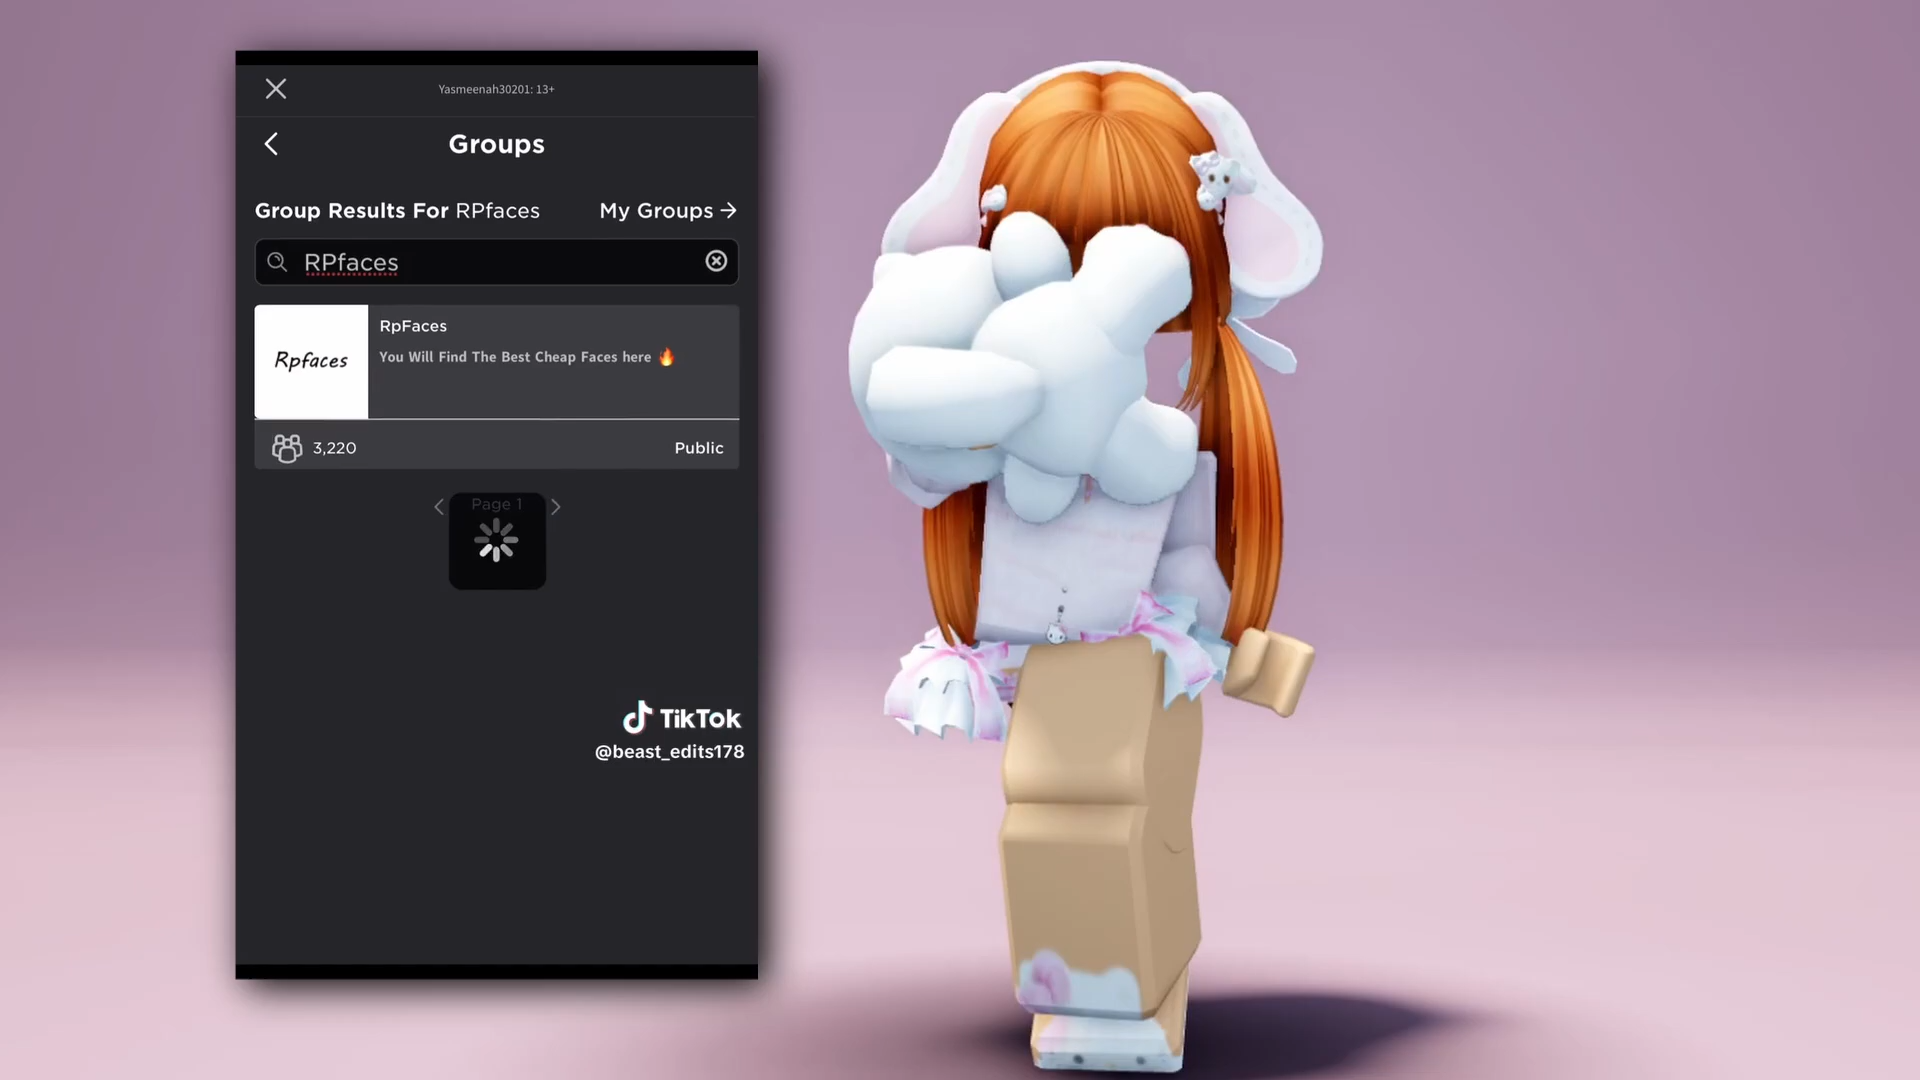 Yasmeenah30201: 13+
Groups
Group Results For RPfaces
My Groups
RPfaces
Rpfaces
RpFaces
You Will Find The Best Cheap Faces here 🔥
3,220
Public
Page 1
TikTok
@beast_edits178